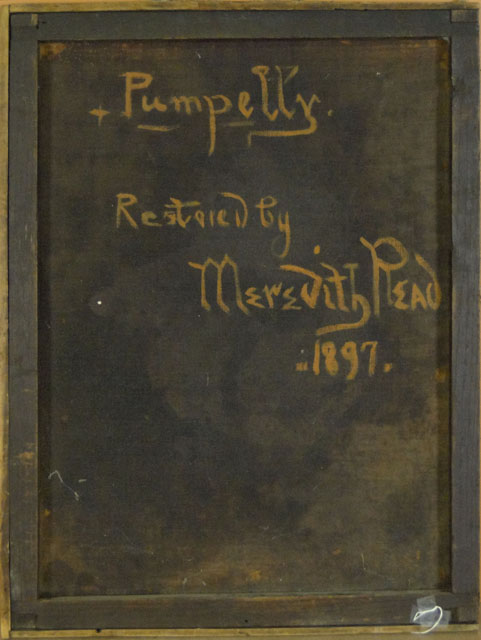 + Pumpelly.
Restored by
Meredith Read
1897.